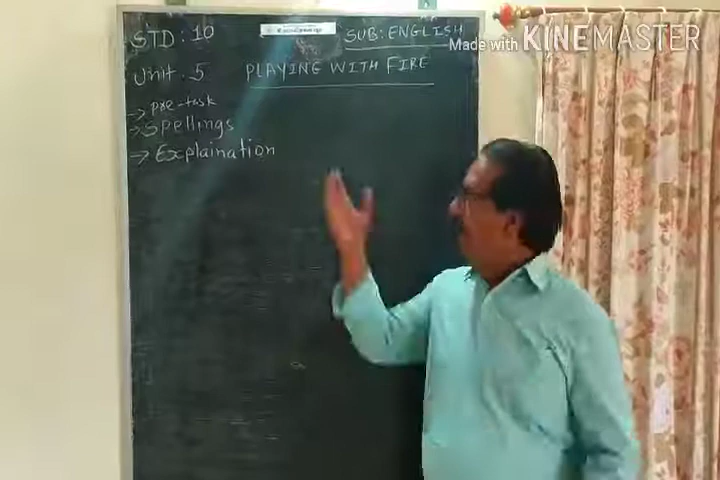 STD : 10
SUB: ENGLISH
Made with KINEMASTER
Unit . 5
PLAYING WITH FIRE
-> pre-task
-> Spellings
-> Explaination